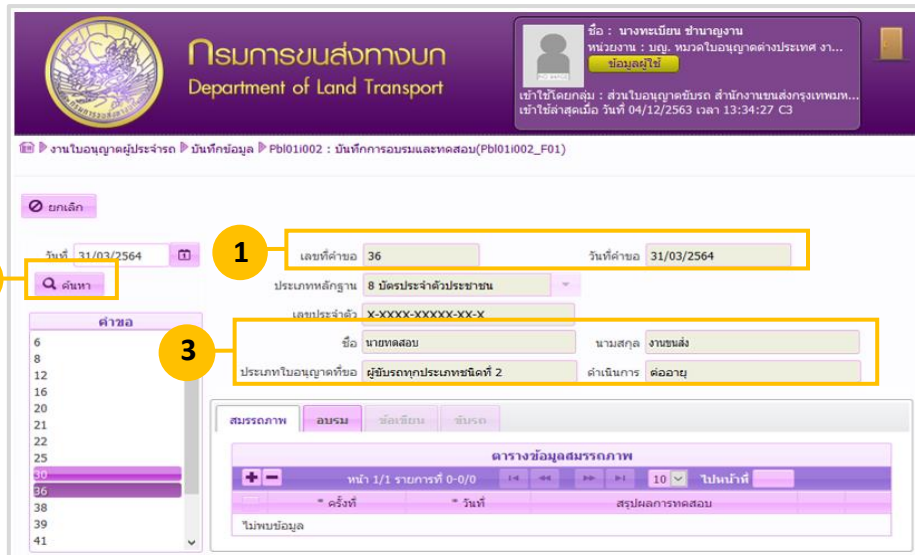 กรมการขนส่งทางบก
Department of Land Transport
ชื่อ : นางทะเบียน ชำนาญงาน
หน่วยงาน : บญ. หมวดใบอนุญาตต่างประเทศ งา...
ข้อมูลผู้ใช้
เข้าใช้โดยกลุ่ม : ส่วนใบอนุญาตขับรถ สำนักงานขนส่งกรุงเทพมห...
เข้าใช้ล่าสุดเมื่อ วันที่ 04/12/2563 เวลา 13:34:27 C3
งานใบอนุญาตผู้ประจำรถ บันทึกข้อมูล Pbl01i002 : บันทึกการอบรมและทดสอบ(Pbl01i002_F01)
ยกเลิก
วันที่ 31/03/2564
ค้นหา
คำขอ
6
8
12
16
20
21
22
25
30
36
38
39
41
1
เลขที่คำขอ 36 วันที่คำขอ 31/03/2564
ประเภทหลักฐาน 8 บัตรประจำตัวประชาชน
เลขประจำตัว X-XXXX-XXXXX-XX-X
3
ชื่อ นายทดสอบ นามสกุล งานขนส่ง
ประเภทใบอนุญาตที่ขอ ผู้ขับรถทุกประเภทชนิดที่ 2 ดำเนินการ ต่ออายุ
สมรรถภาพ อบรม ข้อเขียน ขับรถ
ตารางข้อมูลสมรรถภาพ
หน้า 1/1 รายการที่ 0-0/0 10 ไปหน้าที่
* ครั้งที่ * วันที่ สรุปผลการทดสอบ
ไม่พบข้อมูล